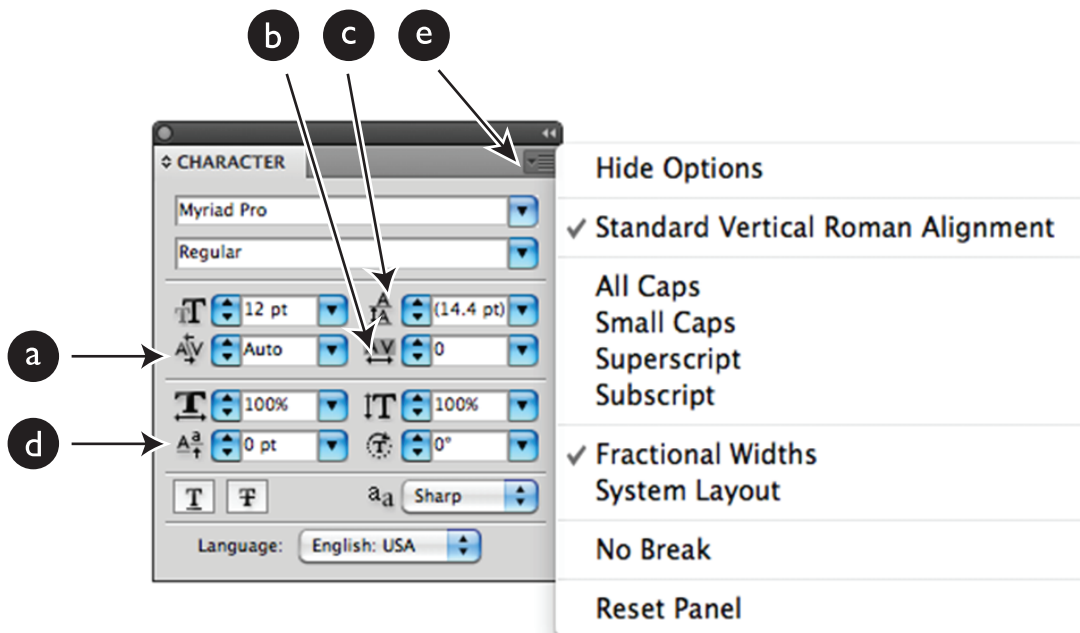 b c e
CHARACTER
Myriad Pro
Regular
12 pt (14.4 pt)
a
Auto 0
100% 100%
d
0 pt 0°
T T aa Sharp
Language: English: USA
Hide Options
✓ Standard Vertical Roman Alignment
All Caps
Small Caps
Superscript
Subscript
✓ Fractional Widths
System Layout
No Break
Reset Panel